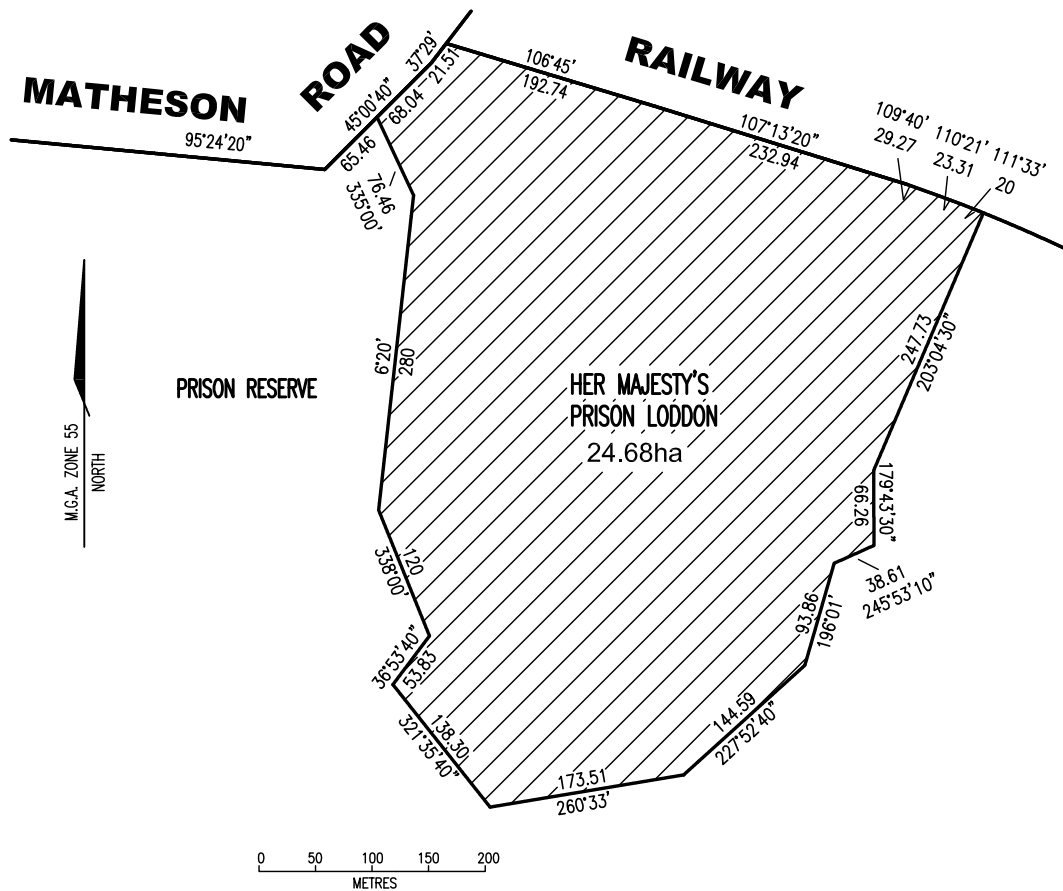 MATHESON
ROAD
RAILWAY
95°24'20"
45°00'40"
65.46
68.04
37°29'
21.51
106°45'
192.74
107°13'20"
232.94
109°40' 110°21' 111°33'
29.27 23.31 20
76.46
335°00'
6°20'
280
PRISON RESERVE
HER MAJESTY'S
PRISON LODDON
24.68ha
247.73
203°04'30"
M.G.A. ZONE 55
NORTH
179°43'30"
66.26
38.61
245°53'10"
120
338°00'
93.86
196°01'
36°53'40"
53.83
138.30
321°35'40"
144.59
227°52'40"
173.51
260°33'
0 50 100 150 200
METRES